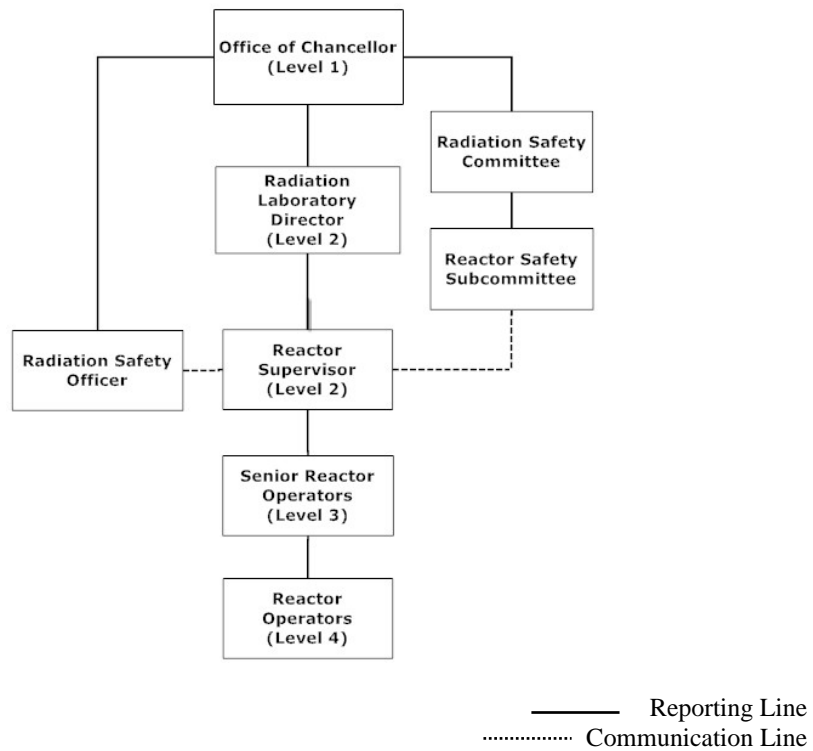 Office of Chancellor
(Level 1)
Radiation Safety
Committee
Radiation
Laboratory
Director
(Level 2)
Reactor Safety
Subcommittee
Radiation Safety
Officer
Reactor
Supervisor
(Level 2)
Senior Reactor
Operators
(Level 3)
Reactor
Operators
(Level 4)
Reporting Line
Communication Line